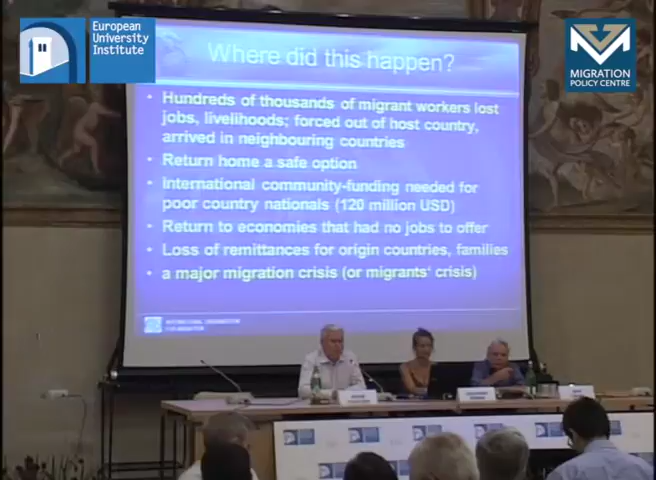 European
University
Institute
MIGRATION
POLICY CENTRE
Where did this happen?
• Hundreds of thousands of migrant workers lost
jobs, livelihoods; forced out of host country,
arrived in neighbouring countries
• Return home a safe option
• International community-funding needed for
poor country nationals (120 million USD)
• Return to economies that had no jobs to offer
• Loss of remittances for origin countries, families
• a major migration crisis (or migrants' crisis)